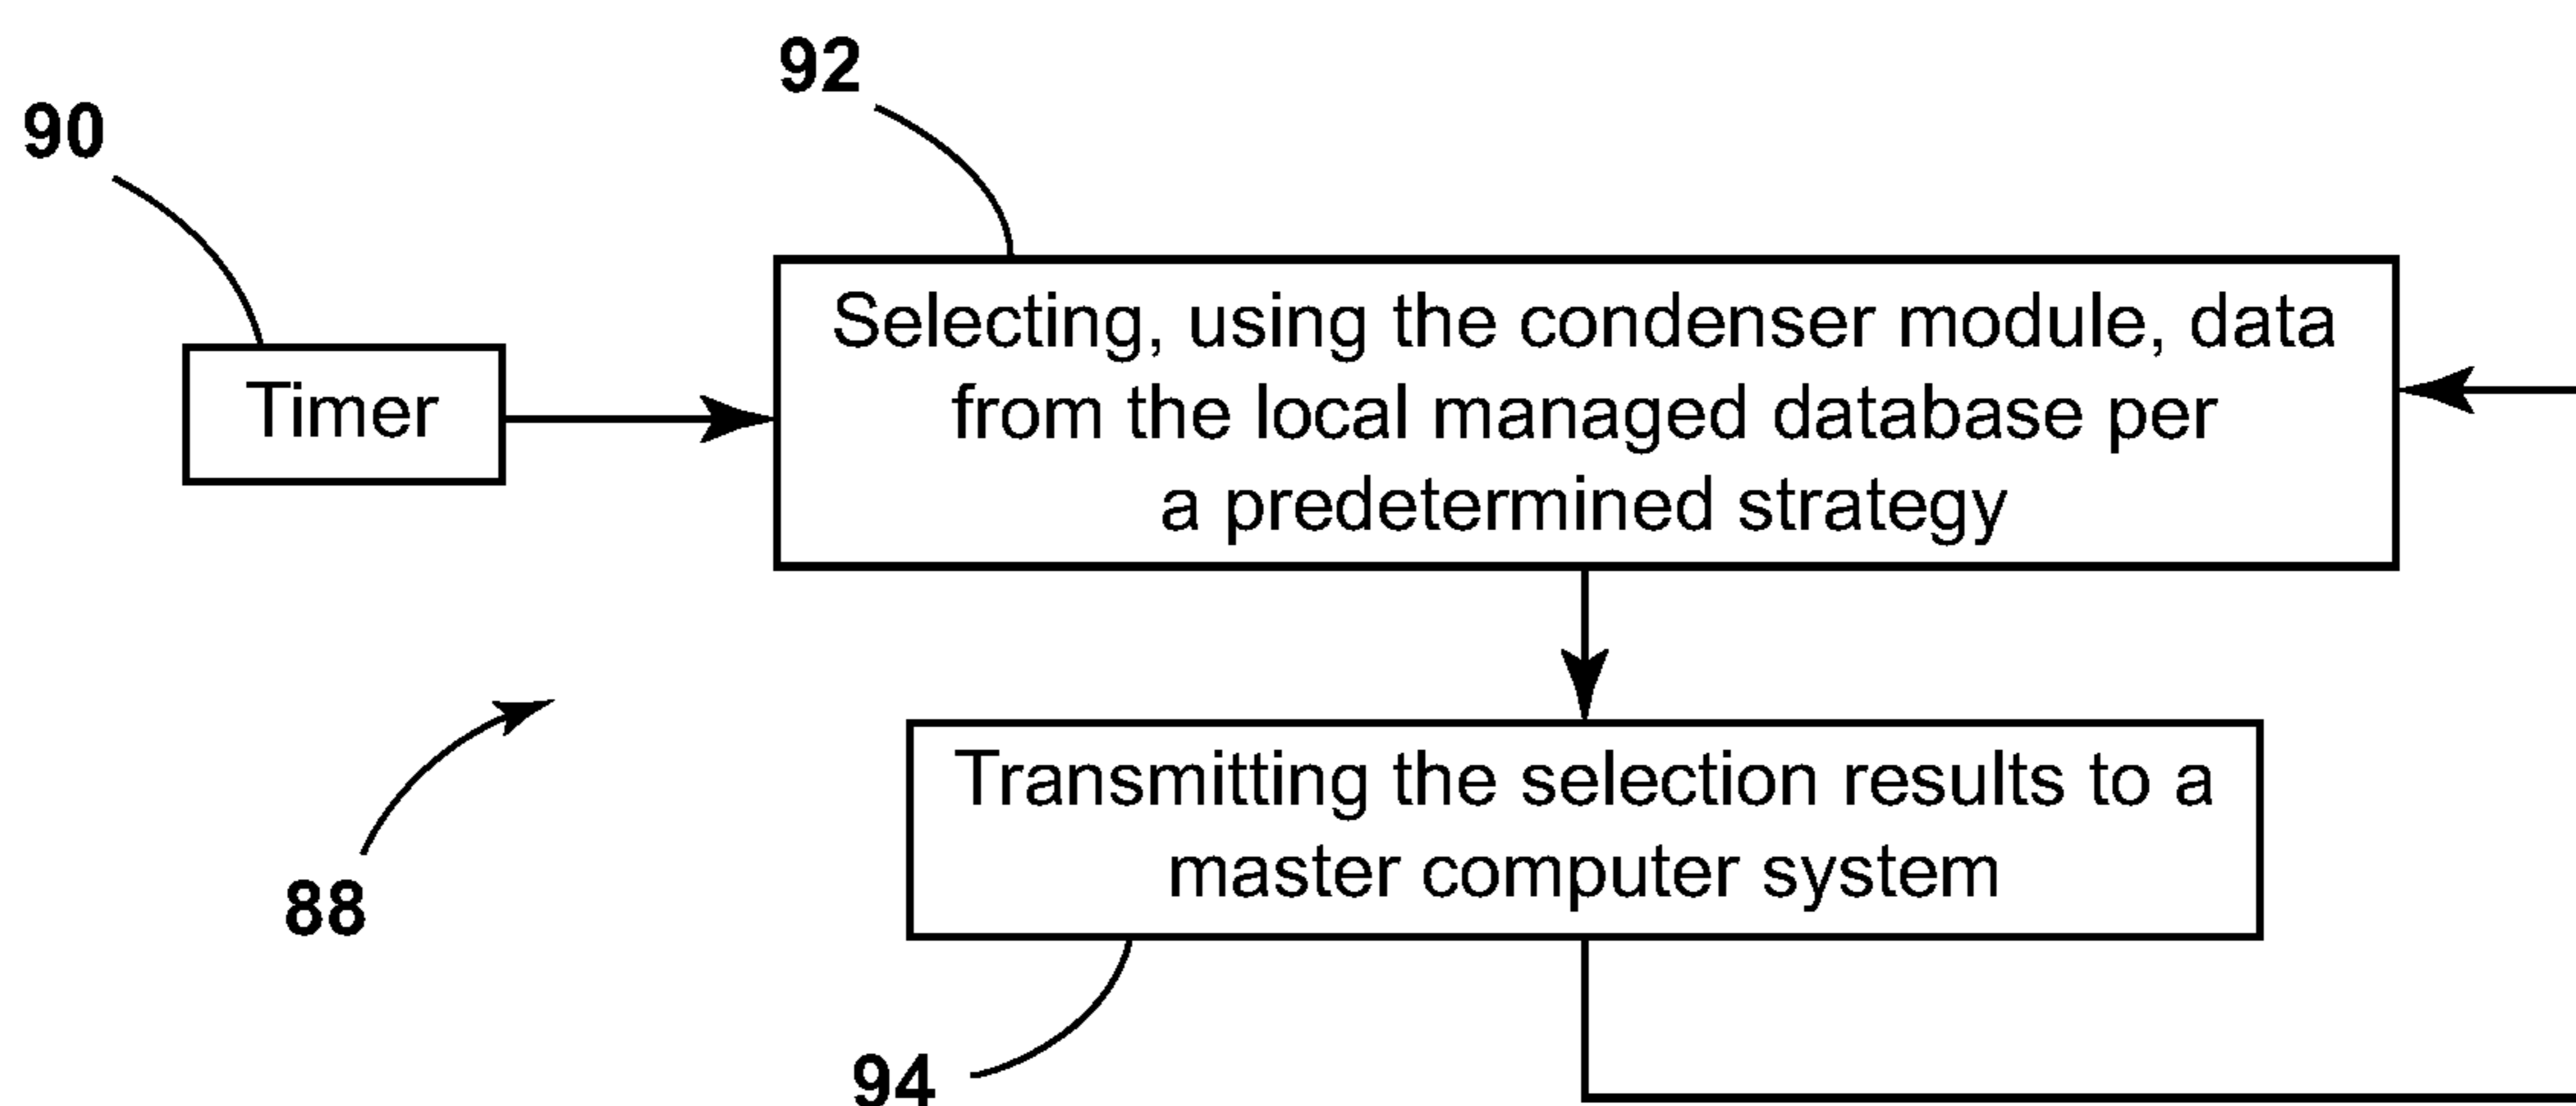 92
90
Selecting, using the condenser module, data
from the local managed database per
a predetermined strategy
Timer
Transmitting the selection results to a
master computer system
88
94